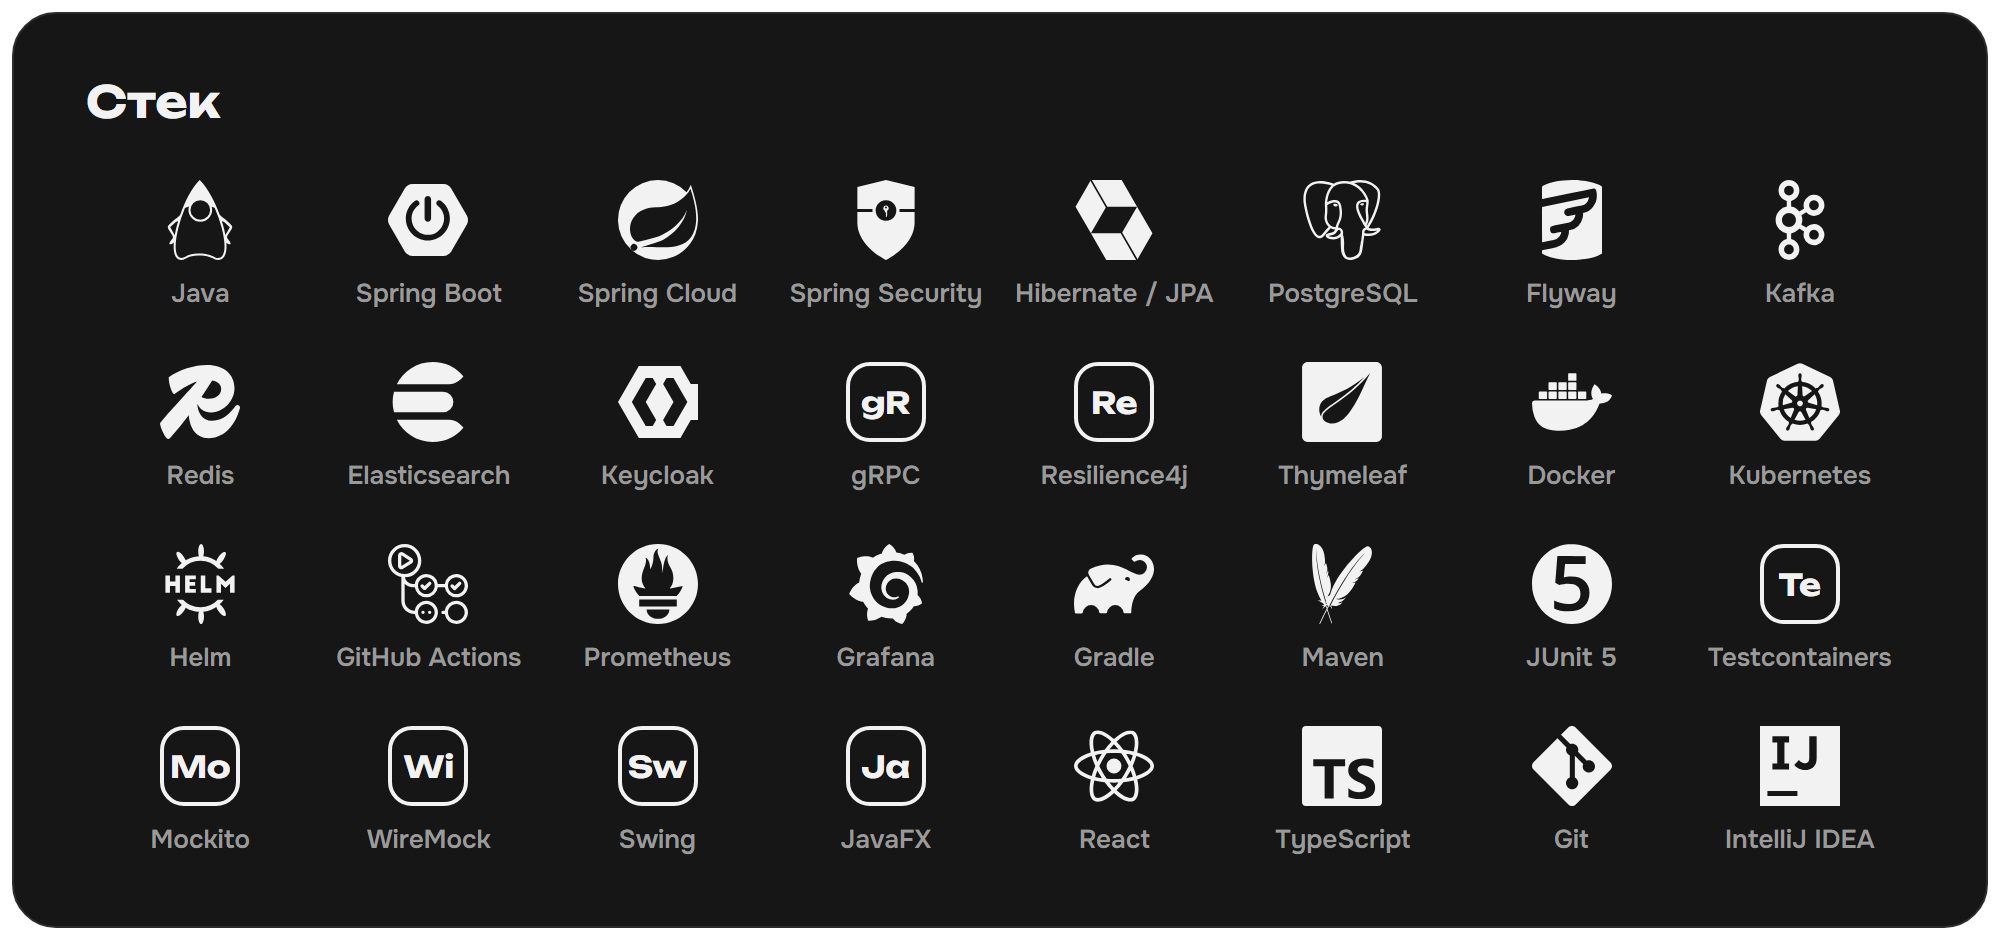 Стек
Java Spring Boot Spring Cloud Spring Security Hibernate / JPA PostgreSQL Flyway Kafka
gR Re
Redis Elasticsearch Keycloak gRPC Resilience4j Thymeleaf Docker Kubernetes
HELM 5 Te
Helm GitHub Actions Prometheus Grafana Gradle Maven JUnit 5 Testcontainers
Mo Wi Sw Ja TS IJ
Mockito WireMock Swing JavaFX React TypeScript Git IntelliJ IDEA